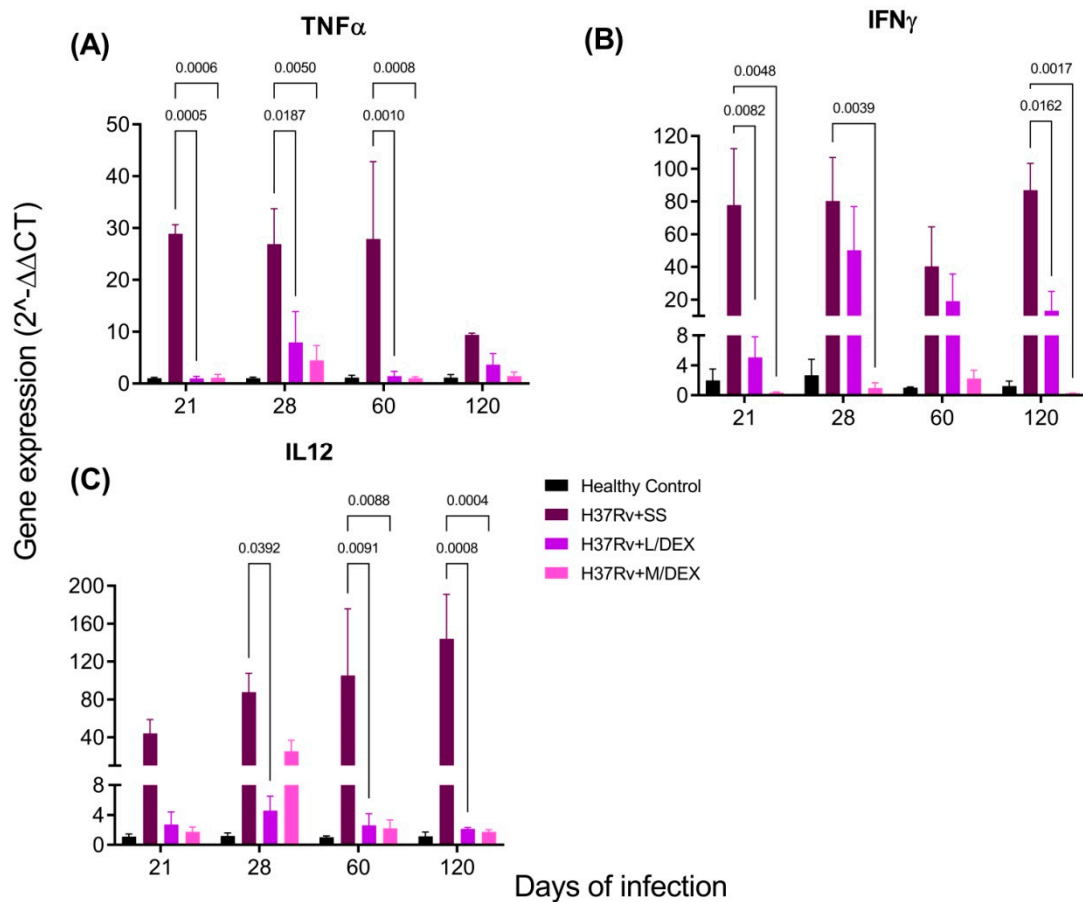 TNFα
(A)
0.0006 0.0050 0.0008
0.0005 0.0187 0.0010
50
40
30
20
10
0
21 28 60 120
IFNγ
(B)
0.0048 0.0017
0.0082 0.0039 0.0162
120
100
80
60
40
20
8
4
0
21 28 60 120
Gene expression (2^-ΔΔCT)
IL12
(C)
0.0088 0.0004
0.0392 0.0091 0.0008
200
160
120
80
40
8
4
0
21 28 60 120
Healthy Control
H37Rv+SS
H37Rv+L/DEX
H37Rv+M/DEX
Days of infection